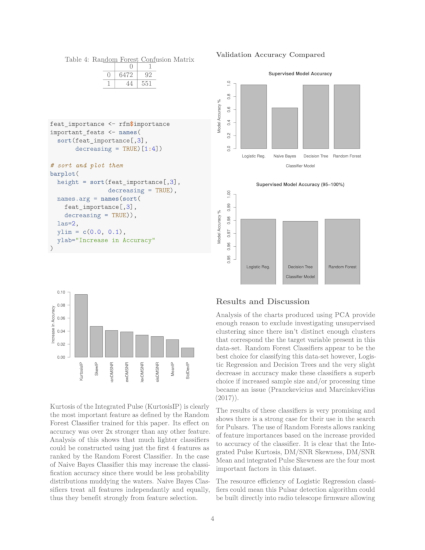 Table 4: Random Forest Confusion Matrix
0 1
0 6472 92
1 44 551
feat_importance <- rfm$importance
important_feats <- names(
sort(feat_importance[,3],
decreasing = TRUE)[1:4])
# sort and plot them
barplot(
height = sort(feat_importance[,3],
decreasing = TRUE),
names.arg = names(sort(
feat_importance[,3],
decreasing = TRUE)),
las=2,
ylim = c(0.0, 0.1),
ylab="Increase in Accuracy"
)
Increase in Accuracy
0.10
0.08
0.06
0.04
0.02
0.00
KurtosisIP
SkewIP
MeanIP
StdDevIP
Kurtosis of the Integrated Pulse (KurtosisIP) is clearly
the most important feature as defined by the Random
Forest Classifier trained for this paper. Its effect on
accuracy was over 2x stronger than any other feature.
Analysis of this shows that much lighter classifiers
could be constructed using just the first 4 features as
ranked by the Random Forest Classifier. In the case
of Naive Bayes Classifier this may increase the classi-
fication accuracy since there would be less probability
distributions muddying the waters. Naive Bayes Clas-
sifiers treat all features independantly and equally,
thus they benefit strongly from feature selection.
Validation Accuracy Compared
Supervised Model Accuracy
Model Accuracy %
1.0
0.8
0.6
0.4
0.2
0.0
Logistic Reg. Naive Bayes Decision Tree Random Forest
Classifier Model
Supervised Model Accuracy (95-100%)
Model Accuracy %
1.00
0.99
0.98
0.97
0.96
0.95
Logistic Reg. Decision Tree Random Forest
Classifier Model
Results and Discussion
Analysis of the charts produced using PCA provide
enough reason to exclude investigating unsupervised
clustering since there isn't distinct enough clusters
that correspond the the target variable present in this
data-set. Random Forest Classifiers appear to be the
best choice for classifying this data-set however, Logis-
tic Regression and Decision Trees and the very slight
decrease in accuracy make these classifiers a superb
choice if increased sample size and/or processing time
became an issue (Pranckevicius and Marcinkevičius
(2017)).
The results of these classifiers is very promising and
shows there is a strong case for their use in the search
for Pulsars. The use of Random Forests allows ranking
of feature importances based on the increase provided
to accuracy of the classifier. It is clear that the Inte-
grated Pulse Kurtosis, DM/SNR Skewness, DM/SNR
Mean and integrated Pulse Skewness are the four most
important factors in this dataset.
The resource efficiency of Logistic Regression classi-
fiers could mean this Pulsar detection algorithm could
be built directly into radio telescope firmware allowing
4